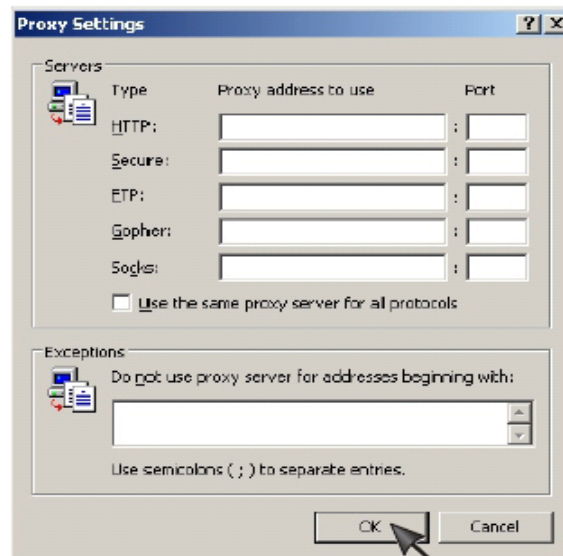 Proxy Settings
Servers
Type Proxy address to use Port
HTTP: :
Secure: :
FTP: :
Gopher: :
Socks: :
Use the same proxy server for all protocols
Exceptions
Do not use proxy server for addresses beginning with:
Use semicolons ( ; ) to separate entries.
OK Cancel